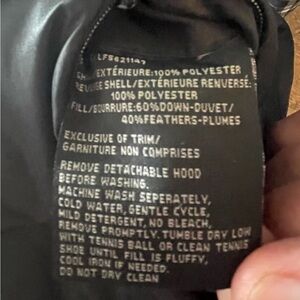 LFS621149
EXTÉRIEURE:100% POLYESTER
SHELL/EXTÉRIEURE RENVERSÉ:
100% POLYESTER
FILL/BOURRURE:60%DOWN-DUVET/
40%FEATHERS-PLUMES
EXCLUSIVE OF TRIM/
GARNITURE NON COMPRISES
REMOVE DETACHABLE HOOD
BEFORE WASHING.
MACHINE WASH SEPERATELY,
COLD WATER, GENTLE CYCLE,
MILD DETERGENT, NO BLEACH,
REMOVE PROMPTLY, TUMBLE DRY LOW
WITH TENNIS BALL OR CLEAN TENNIS
SHOE UNTIL FILL IS FLUFFY,
COOL IRON IF NEEDED.
DO NOT DRY CLEAN